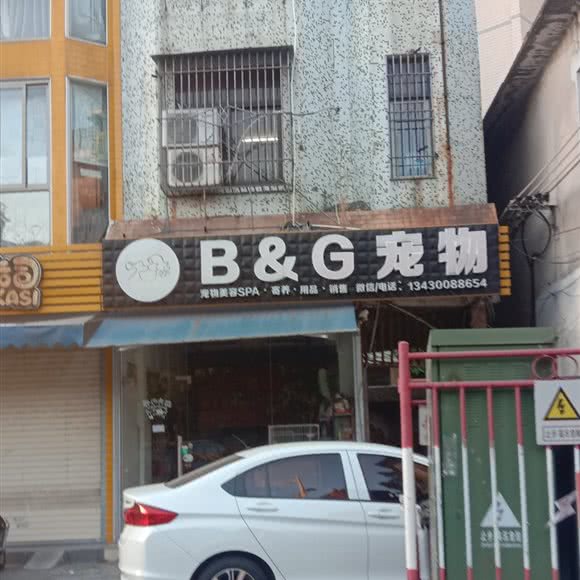 B & G 宠物
宠物美容SPA · 寄养 · 用品 · 销售 微信/电话：13430088654
KASI